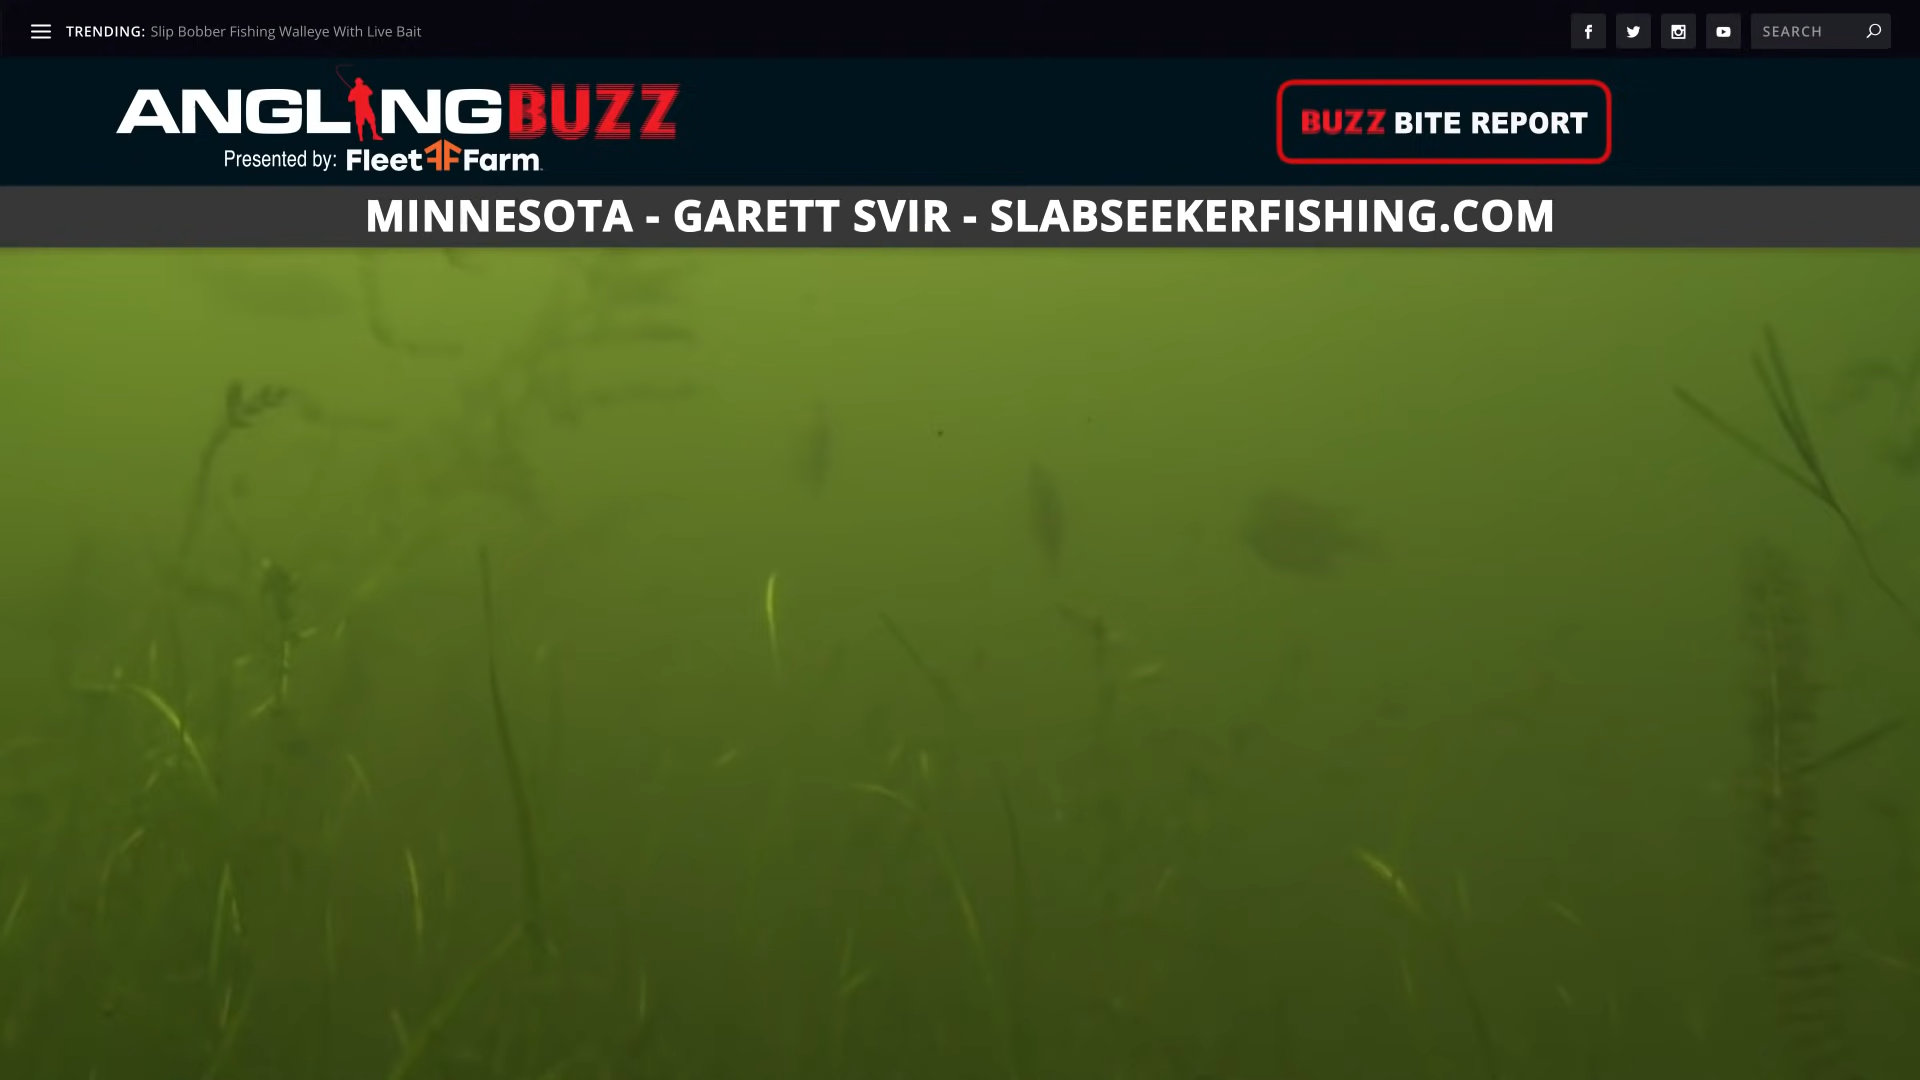 TRENDING: Slip Bobber Fishing Walleye With Live Bait
SEARCH
ANGLINGBUZZ
Presented by: Fleet Farm
BUZZ BITE REPORT
MINNESOTA - GARETT SVIR - SLABSEEKERFISHING.COM